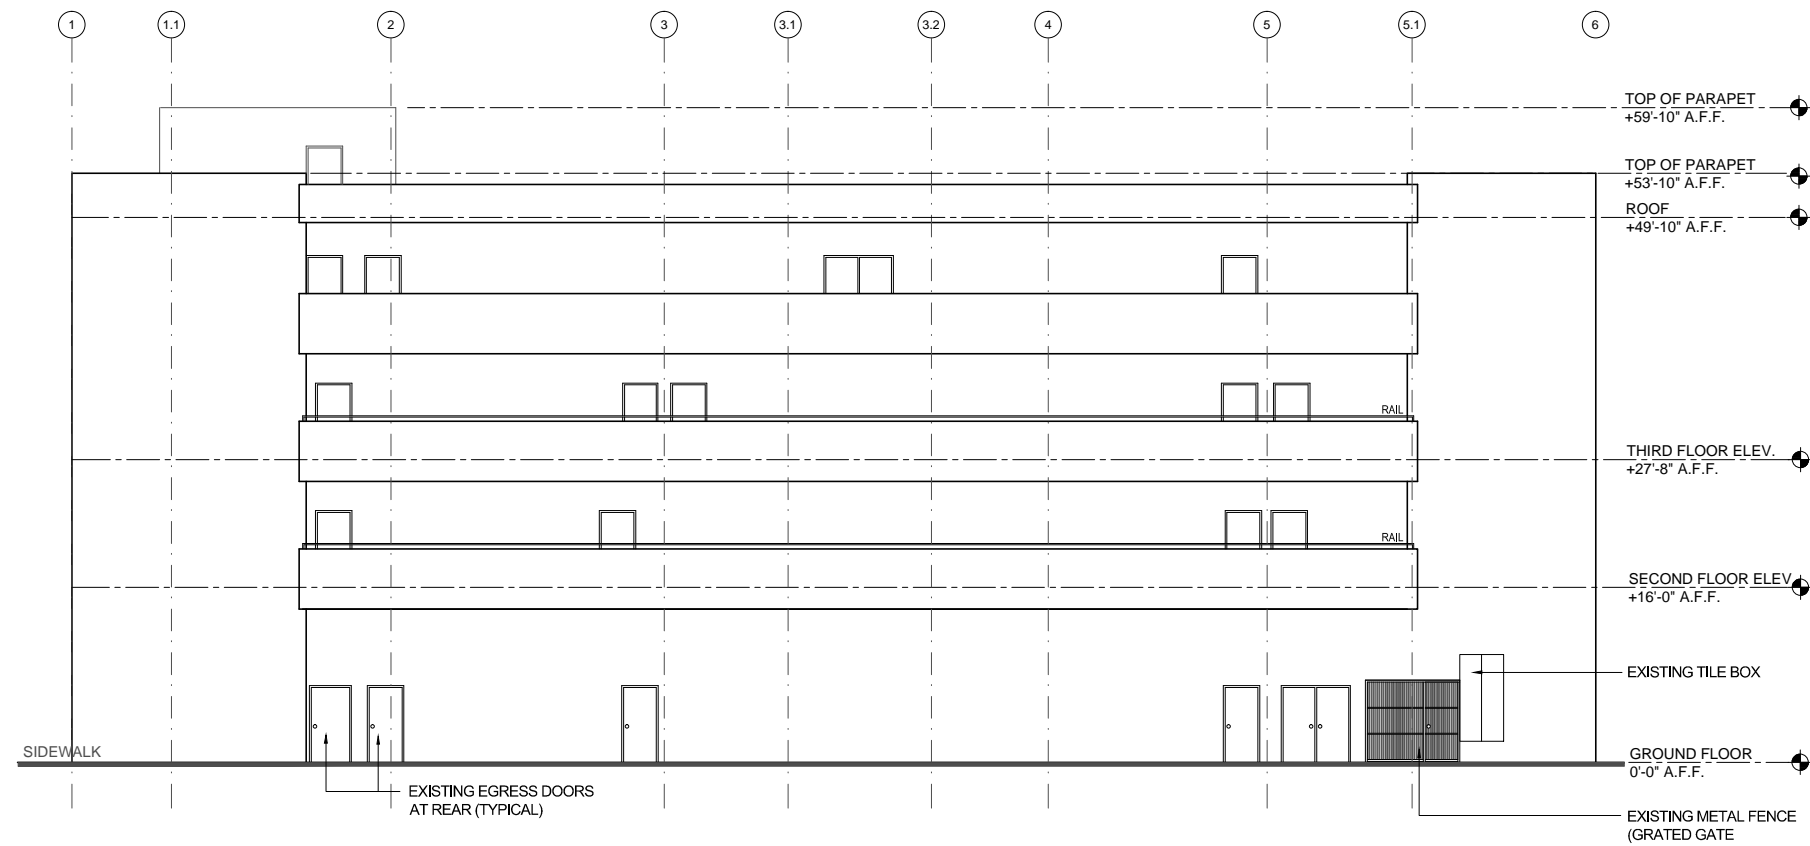 1
1.1
2
3
3.1
3.2
4
5
5.1
6
TOP OF PARAPET
+59'-10" A.F.F.
TOP OF PARAPET
+53'-10" A.F.F.
ROOF
+49'-10" A.F.F.
RAIL
THIRD FLOOR ELEV.
+27'-8" A.F.F.
RAIL
SECOND FLOOR ELEV
+16'-0" A.F.F.
EXISTING TILE BOX
SIDEWALK
GROUND FLOOR
0'-0" A.F.F.
EXISTING EGRESS DOORS
AT REAR (TYPICAL)
EXISTING METAL FENCE
(GRATED GATE